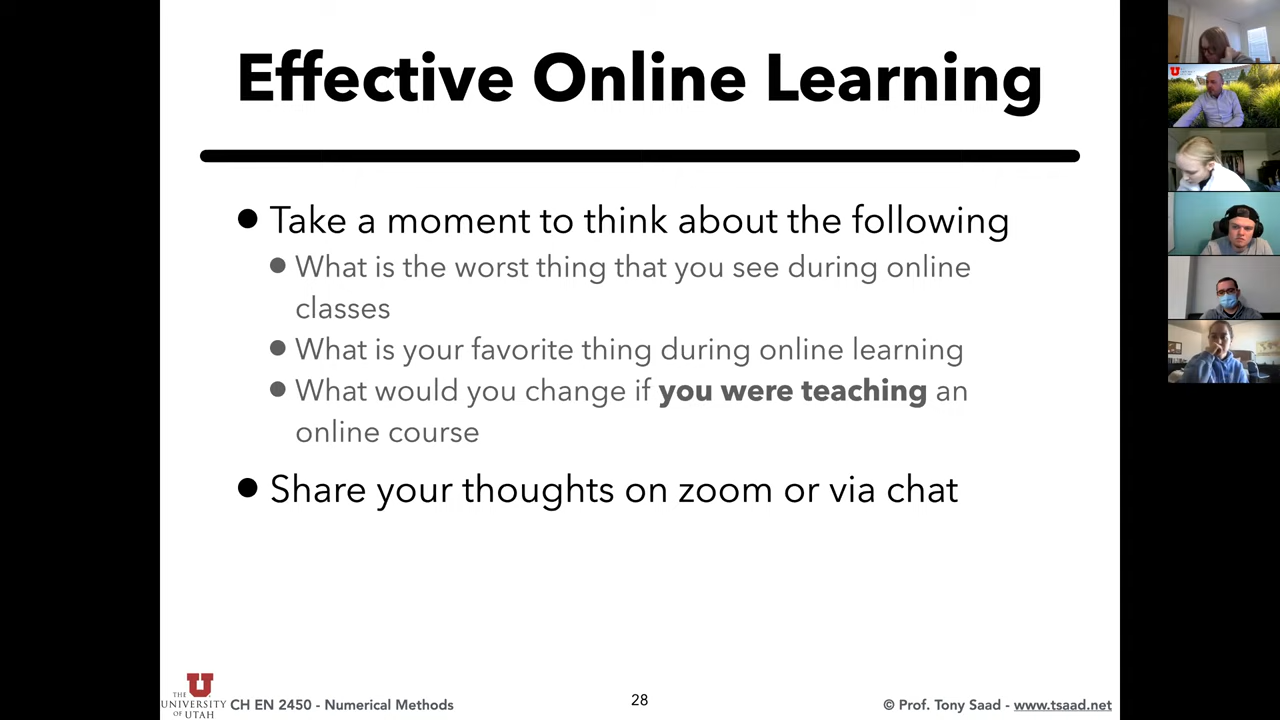 Effective Online Learning
• Take a moment to think about the following
• What is the worst thing that you see during online
classes
• What is your favorite thing during online learning
• What would you change if you were teaching an
online course
• Share your thoughts on zoom or via chat
THE
UNIVERSITY
OF UTAH
CH EN 2450 - Numerical Methods
28
© Prof. Tony Saad - www.tsaad.net